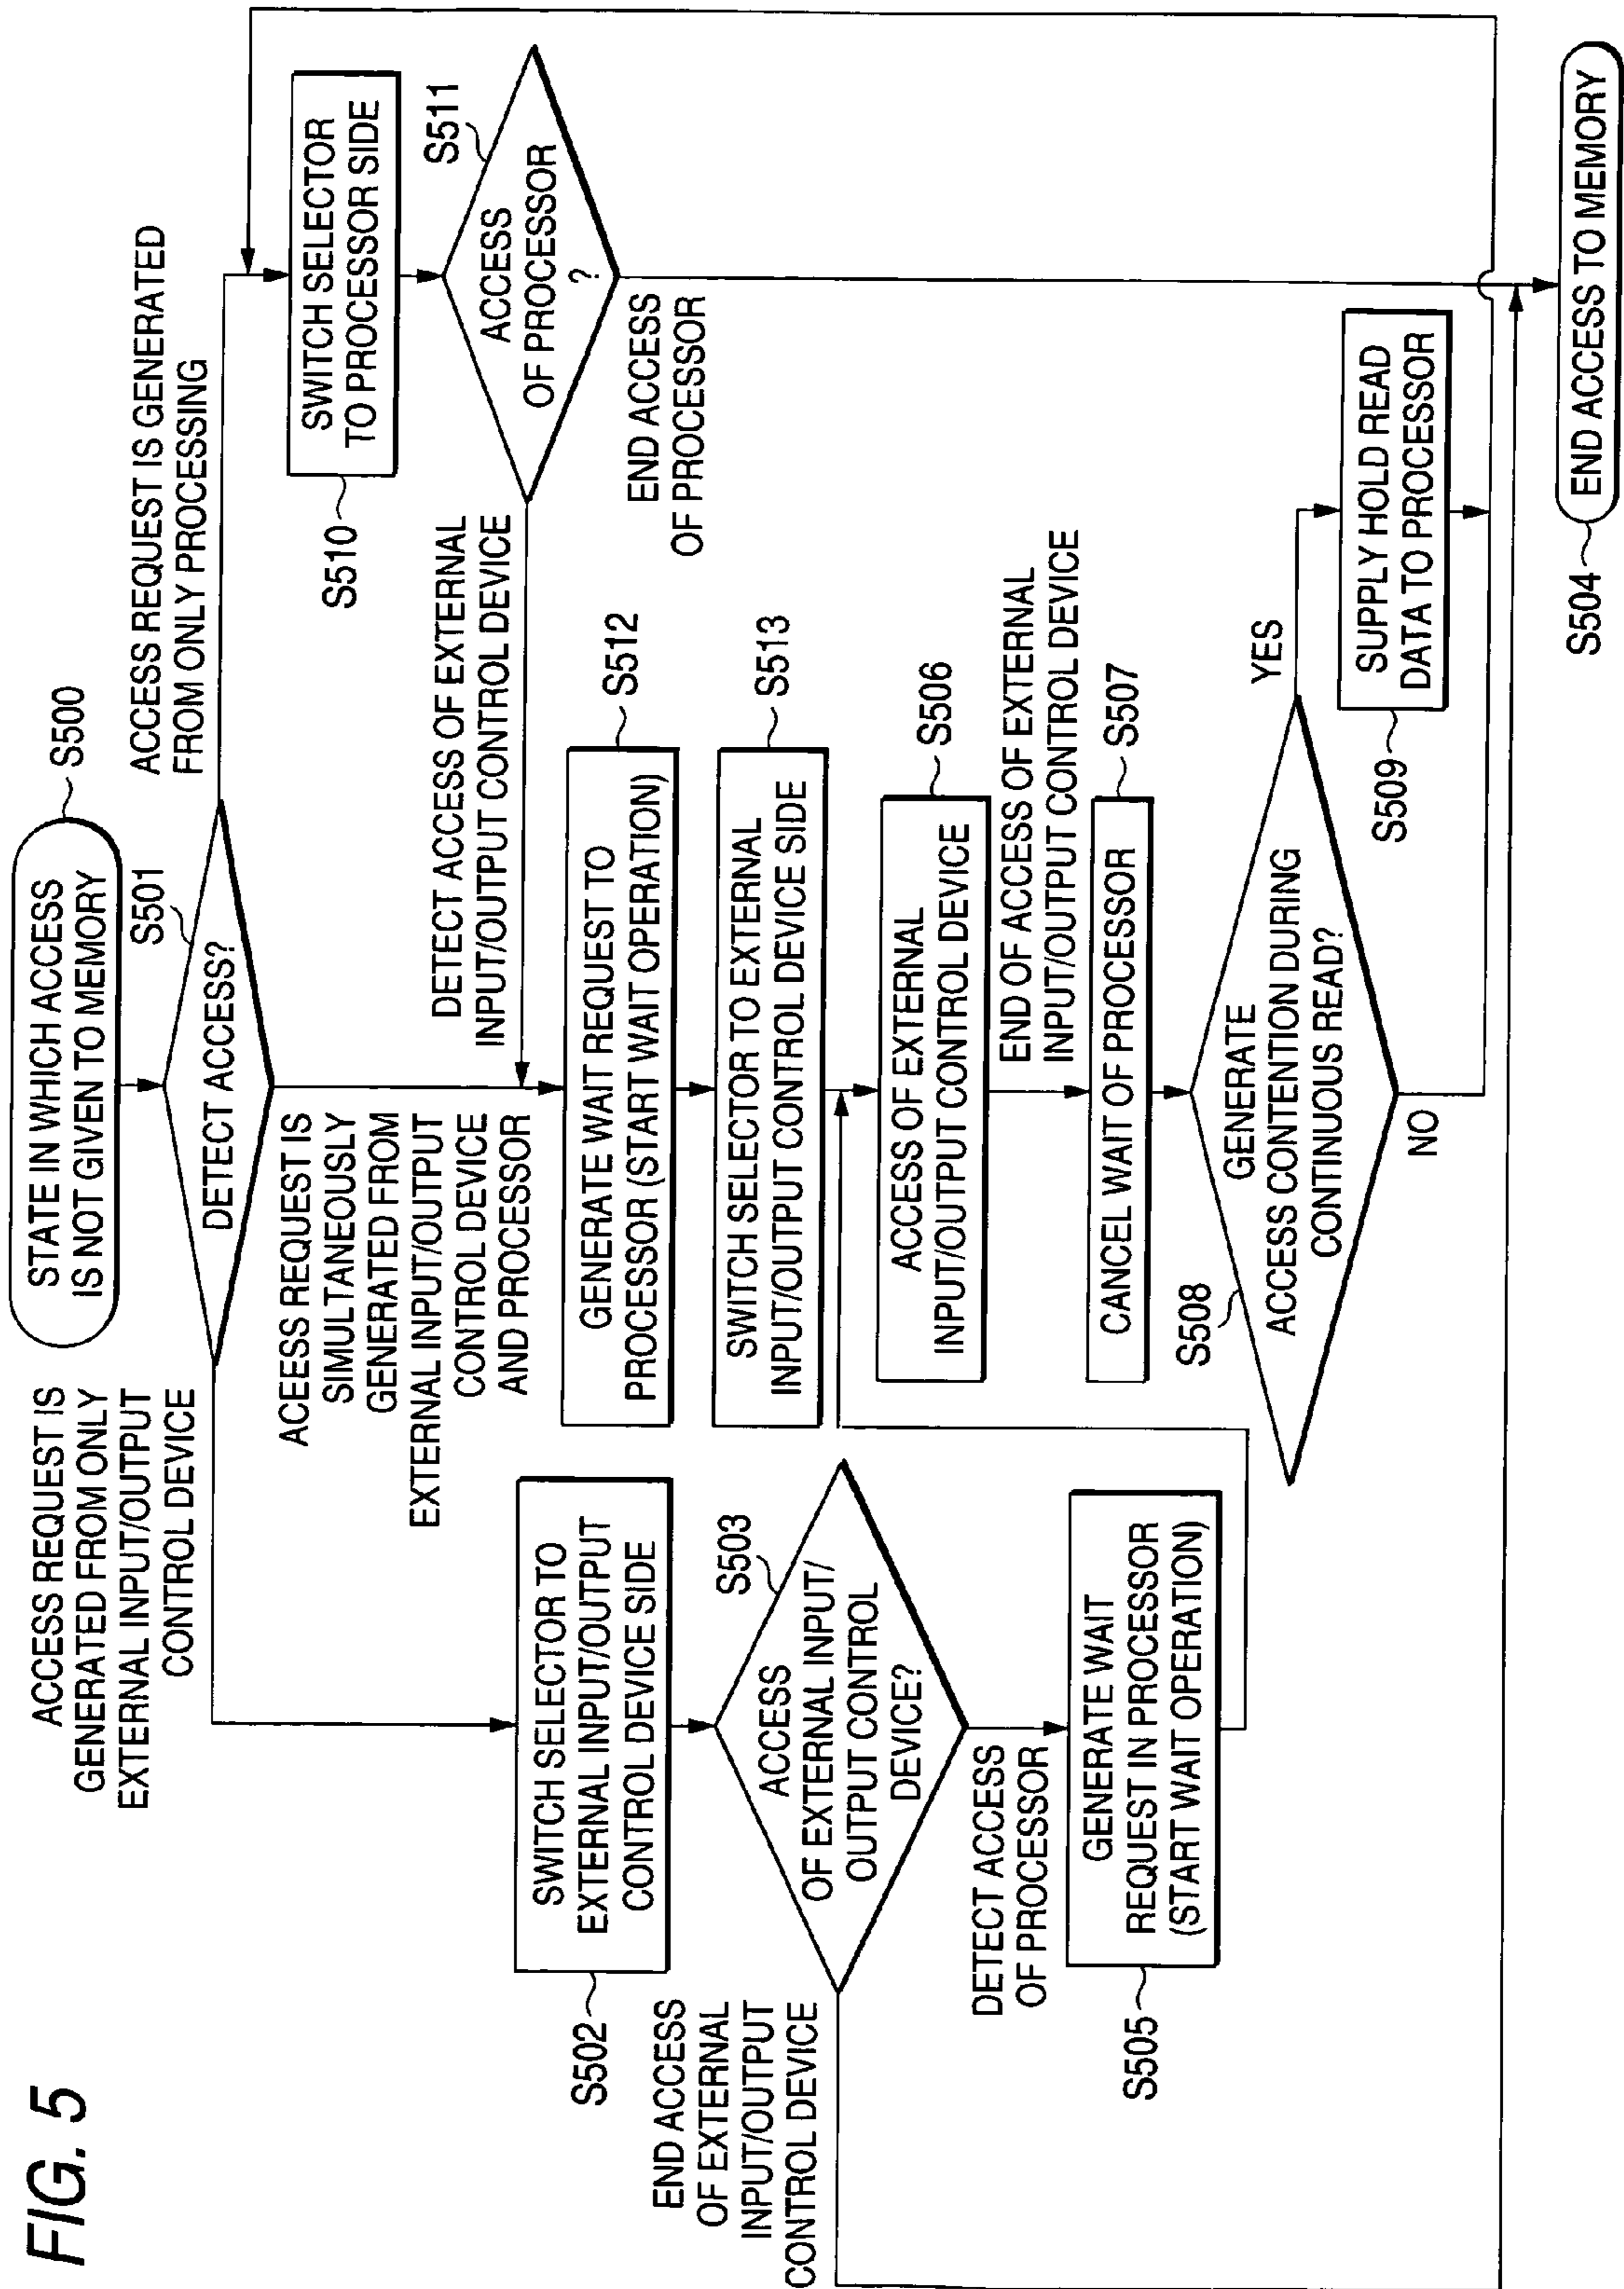 FIG. 5
STATE IN WHICH ACCESS
IS NOT GIVEN TO MEMORY
S500
S501
DETECT ACCESS?
ACCESS REQUEST IS
GENERATED FROM ONLY
EXTERNAL INPUT/OUTPUT
CONTROL DEVICE
ACCESS REQUEST IS
SIMULTANEOUSLY
GENERATED FROM
EXTERNAL INPUT/OUTPUT
CONTROL DEVICE
AND PROCESSOR
ACCESS REQUEST IS GENERATED
FROM ONLY PROCESSING
SWITCH SELECTOR TO
EXTERNAL INPUT/OUTPUT
CONTROL DEVICE SIDE
S502
S503
ACCESS
OF EXTERNAL INPUT/
OUTPUT CONTROL
DEVICE?
END ACCESS
OF EXTERNAL
INPUT/OUTPUT
CONTROL DEVICE
DETECT ACCESS
OF PROCESSOR
GENERATE WAIT
REQUEST IN PROCESSOR
(START WAIT OPERATION)
S505
SWITCH SELECTOR
TO PROCESSOR SIDE
S510
S511
ACCESS
OF PROCESSOR
?
DETECT ACCESS OF EXTERNAL
INPUT/OUTPUT CONTROL DEVICE
END ACCESS
OF PROCESSOR
GENERATE WAIT REQUEST TO
PROCESSOR (START WAIT OPERATION)
S512
SWITCH SELECTOR TO EXTERNAL
INPUT/OUTPUT CONTROL DEVICE SIDE
S513
ACCESS OF EXTERNAL
INPUT/OUTPUT CONTROL DEVICE
S506
END OF ACCESS OF EXTERNAL
INPUT/OUTPUT CONTROL DEVICE
CANCEL WAIT OF PROCESSOR
S507
S508
GENERATE
ACCESS CONTENTION DURING
CONTINUOUS READ?
YES
NO
SUPPLY HOLD READ
DATA TO PROCESSOR
S509
S504
END ACCESS TO MEMORY